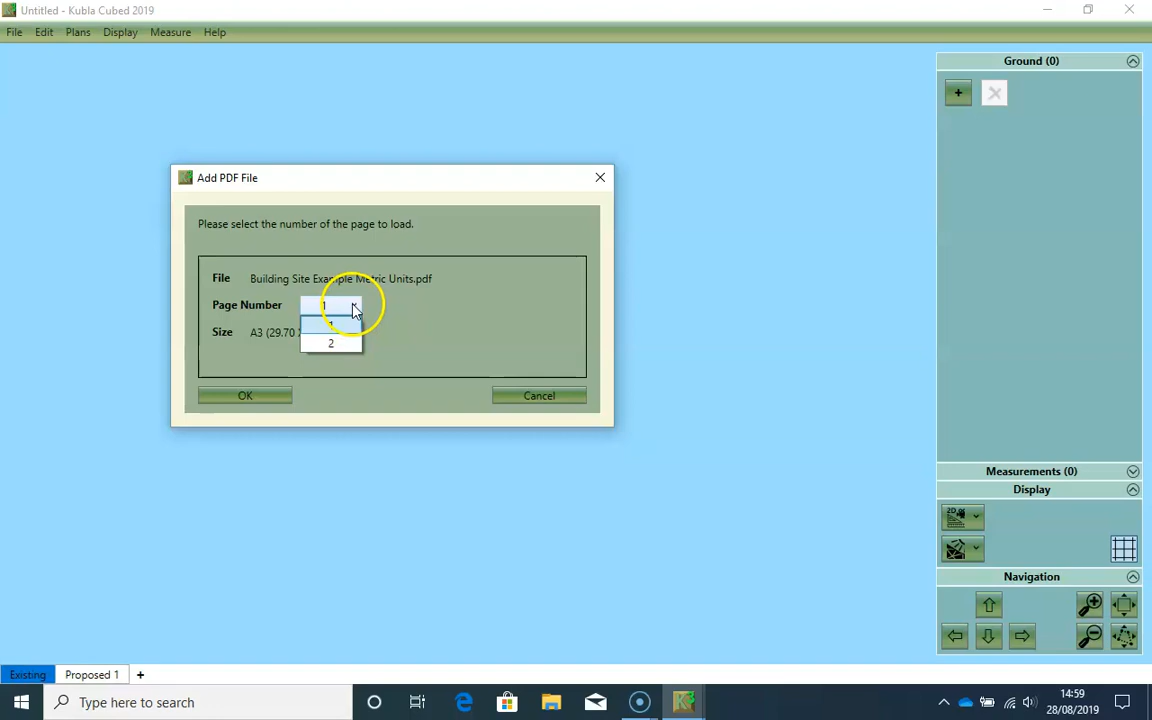 Untitled - Kubla Cubed 2019
File Edit Plans Display Measure Help
Ground (0)
+
Add PDF File
Please select the number of the page to load.
File Building Site Example Metric Units.pdf
Page Number 1
1
Size A3 (29.70
2
OK Cancel
Measurements (0)
Display
2D
Navigation
Existing Proposed 1 +
Type here to search
14:59
28/08/2019